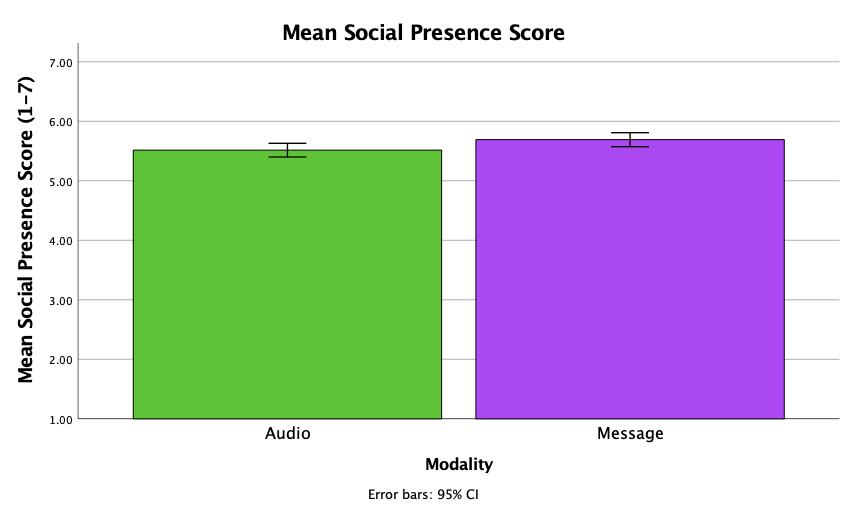 Mean Social Presence Score
Mean Social Presence Score (1–7)
7.00
6.00
5.00
4.00
3.00
2.00
1.00
Audio
Message
Modality
Error bars: 95% CI